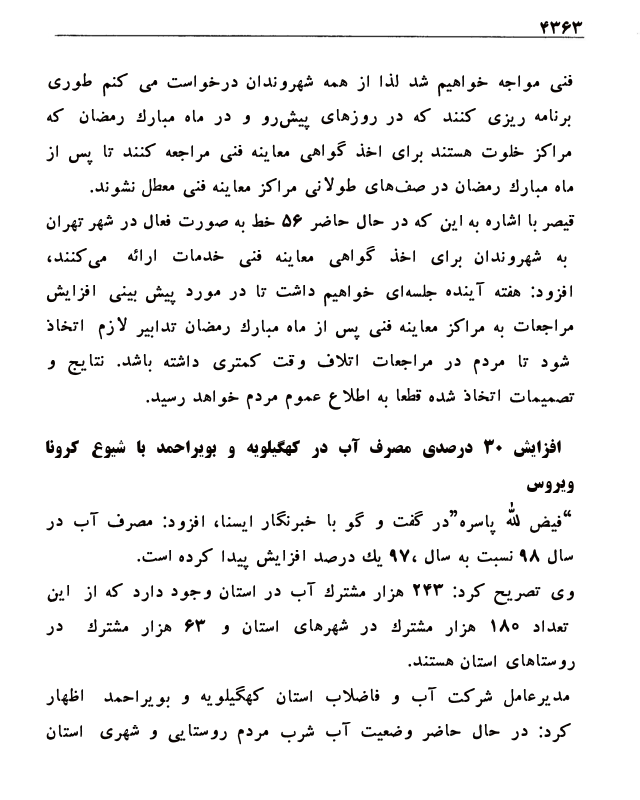 ۴۳۶۳
فنی مواجه خواهیم شد لذا از همه شهروندان درخواست می کنم طوری
برنامه ریزی کنند که در روزهای پیش‌رو و در ماه مبارك رمضان که
مراکز خلوت هستند برای اخذ گواهی معاینه فنی مراجعه کنند تا پس از
ماه مبارك رمضان در صف‌های طولانی مراکز معاینه فنی معطل نشوند.
قیصر با اشاره به این که در حال حاضر ۵۶ خط به صورت فعال در شهر تهران
به شهروندان برای اخذ گواهی معاینه فنی خدمات ارائه می‌کنند،
افزود: هفته آینده جلسه‌ای خواهیم داشت تا در مورد پیش بینی افزایش
مراجعات به مراکز معاینه فنی پس از ماه مبارك رمضان تدابیر لازم اتخاذ
شود تا مردم در مراجعات اتلاف وقت کمتری داشته باشد. نتایج و
تصمیمات اتخاذ شده قطعا به اطلاع عموم مردم خواهد رسید.
افزایش ۳۰ درصدی مصرف آب در کهگیلویه و بویراحمد با شیوع کرونا
ویروس
“فیض لله پاسره”در گفت و گو با خبرنگار ایسنا، افزود: مصرف آب در
سال ۹۸ نسبت به سال ،۹۷ یك درصد افزایش پیدا کرده است.
وی تصریح کرد: ۲۴۳ هزار مشترك آب در استان وجود دارد که از این
تعداد ۱۸۰ هزار مشترك در شهرهای استان و ۶۳ هزار مشترك در
روستاهای استان هستند.
مدیرعامل شرکت آب و فاضلاب استان کهگیلویه و بویراحمد اظهار
کرد: در حال حاضر وضعیت آب شرب مردم روستایی و شهری استان